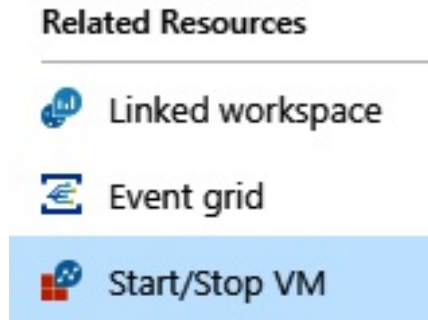 Related Resources
Linked workspace
Event grid
Start/Stop VM